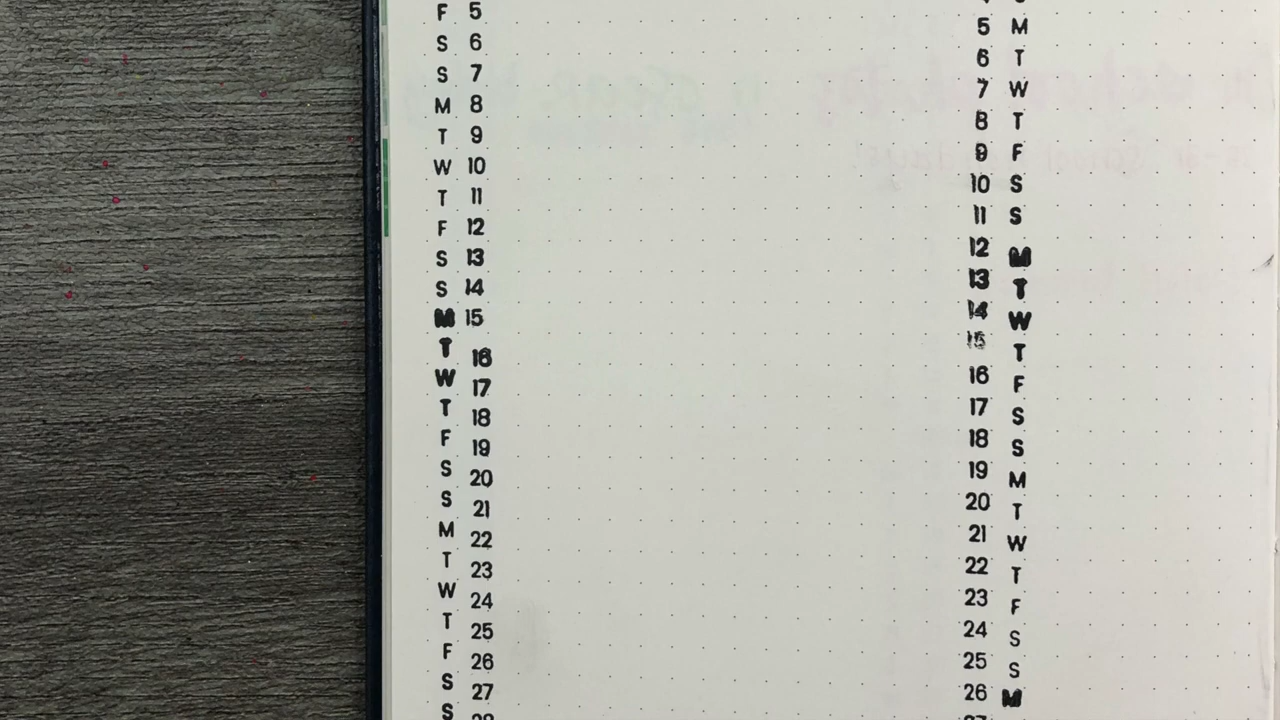 F 5
S 6
S 7
M 8
T 9
W 10
T 11
F 12
S 13
S 14
M 15
T 16
W 17
T 18
F 19
S 20
S 21
M 22
T 23
W 24
T 25
F 26
S 27
S
5 M
6 T
7 W
8 T
9 F
10 S
11 S
12 M
13 T
14 W
15 T
16 F
17 S
18 S
19 M
20 T
21 W
22 T
23 F
24 S
25 S
26 M